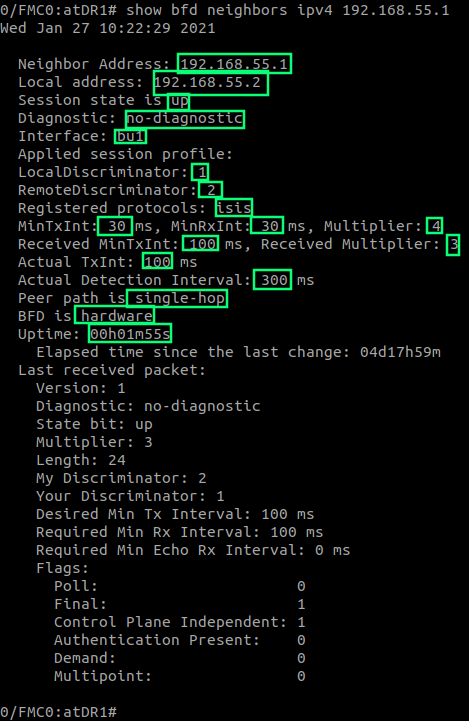 0/FMC0:atDR1# show bfd neighbors ipv4 192.168.55.1
Wed Jan 27 10:22:29 2021
Neighbor Address: 192.168.55.1
Local address: 192.168.55.2
Session state is up
Diagnostic: no-diagnostic
Interface: bu1
Applied session profile:
LocalDiscriminator: 1
RemoteDiscriminator: 2
Registered protocols: isis
MinTxInt: 30 ms, MinRxInt: 30 ms, Multiplier: 4
Received MinTxInt: 100 ms, Received Multiplier: 3
Actual TxInt: 100 ms
Actual Detection Interval: 300 ms
Peer path is single-hop
BFD is hardware
Uptime: 00h01m55s
Elapsed time since the last change: 04d17h59m
Last received packet:
Version: 1
Diagnostic: no-diagnostic
State bit: up
Multiplier: 3
Length: 24
My Discriminator: 2
Your Discriminator: 1
Desired Min Tx Interval: 100 ms
Required Min Rx Interval: 100 ms
Required Min Echo Rx Interval: 0 ms
Flags:
Poll: 0
Final: 1
Control Plane Independent: 1
Authentication Present: 0
Demand: 0
Multipoint: 0
0/FMC0:atDR1#